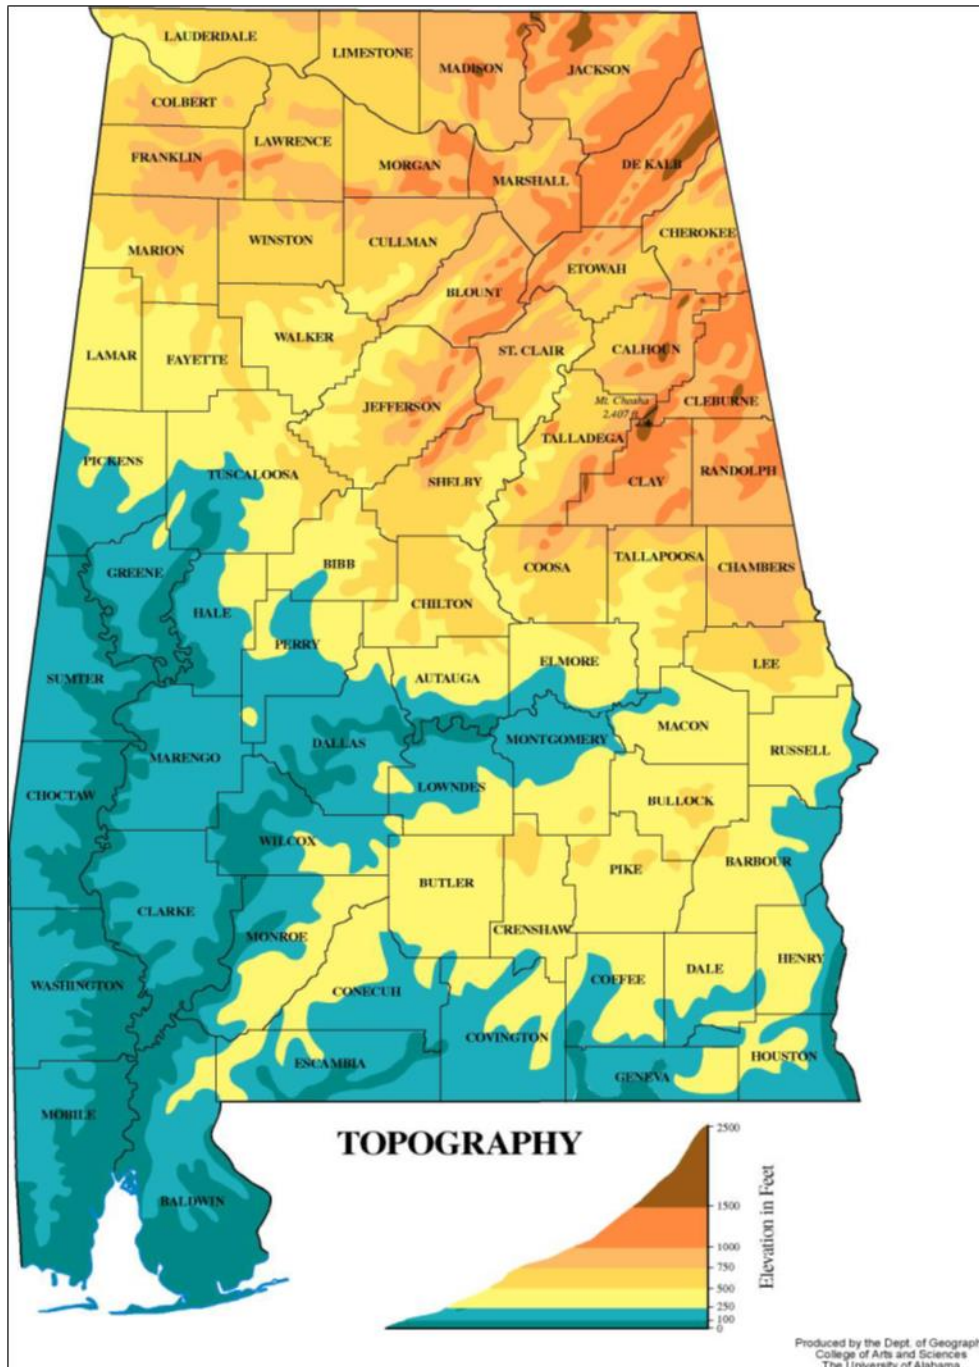 LAUDERDALE
LIMESTONE
MADISON
JACKSON
COLBERT
LAWRENCE
FRANKLIN
MORGAN
MARSHALL
DE KALB
CHEROKEE
MARION
WINSTON
CULLMAN
ETOWAH
BLOUNT
WALKER
ST. CLAIR
CALHOUN
LAMAR
FAYETTE
JEFFERSON
Mt. Cheaha
2,407 ft.
CLEBURNE
TALLADEGA
PICKENS
TUSCALOOSA
SHELBY
CLAY
RANDOLPH
GREENE
BIBB
COOSA
TALLAPOOSA
CHAMBERS
HALE
PERRY
CHILTON
SUMTER
AUTAUGA
ELMORE
LEE
MARENGO
DALLAS
MONTGOMERY
MACON
RUSSELL
CHOCTAW
LOWNDES
BULLOCK
WILCOX
BUTLER
PIKE
BARBOUR
CLARKE
MONROE
CRENSHAW
WASHINGTON
CONECUH
COFFEE
DALE
HENRY
ESCAMBIA
COVINGTON
GENEVA
HOUSTON
MOBILE
BALDWIN
TOPOGRAPHY
2500
1500
1000
750
500
250
100
0
Elevation in Feet
Produced by the Dept. of Geograph
College of Arts and Sciences
The University of Alabama